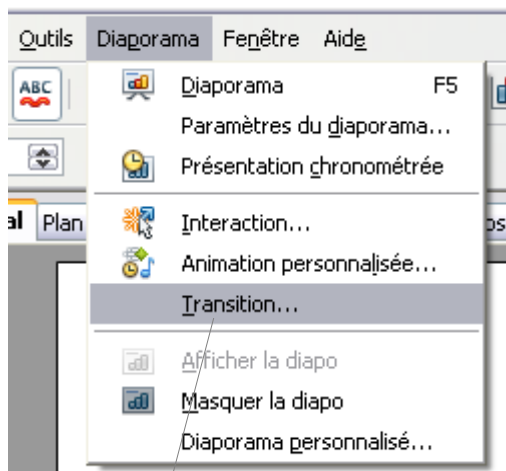 Outils Diaporama Fenêtre Aide
ABC
Diaporama F5
Paramètres du diaporama...
Présentation chronométrée
al Plan
Interaction...
Animation personnalisée...
Transition...
Afficher la diapo
Masquer la diapo
Diaporama personnalisé...